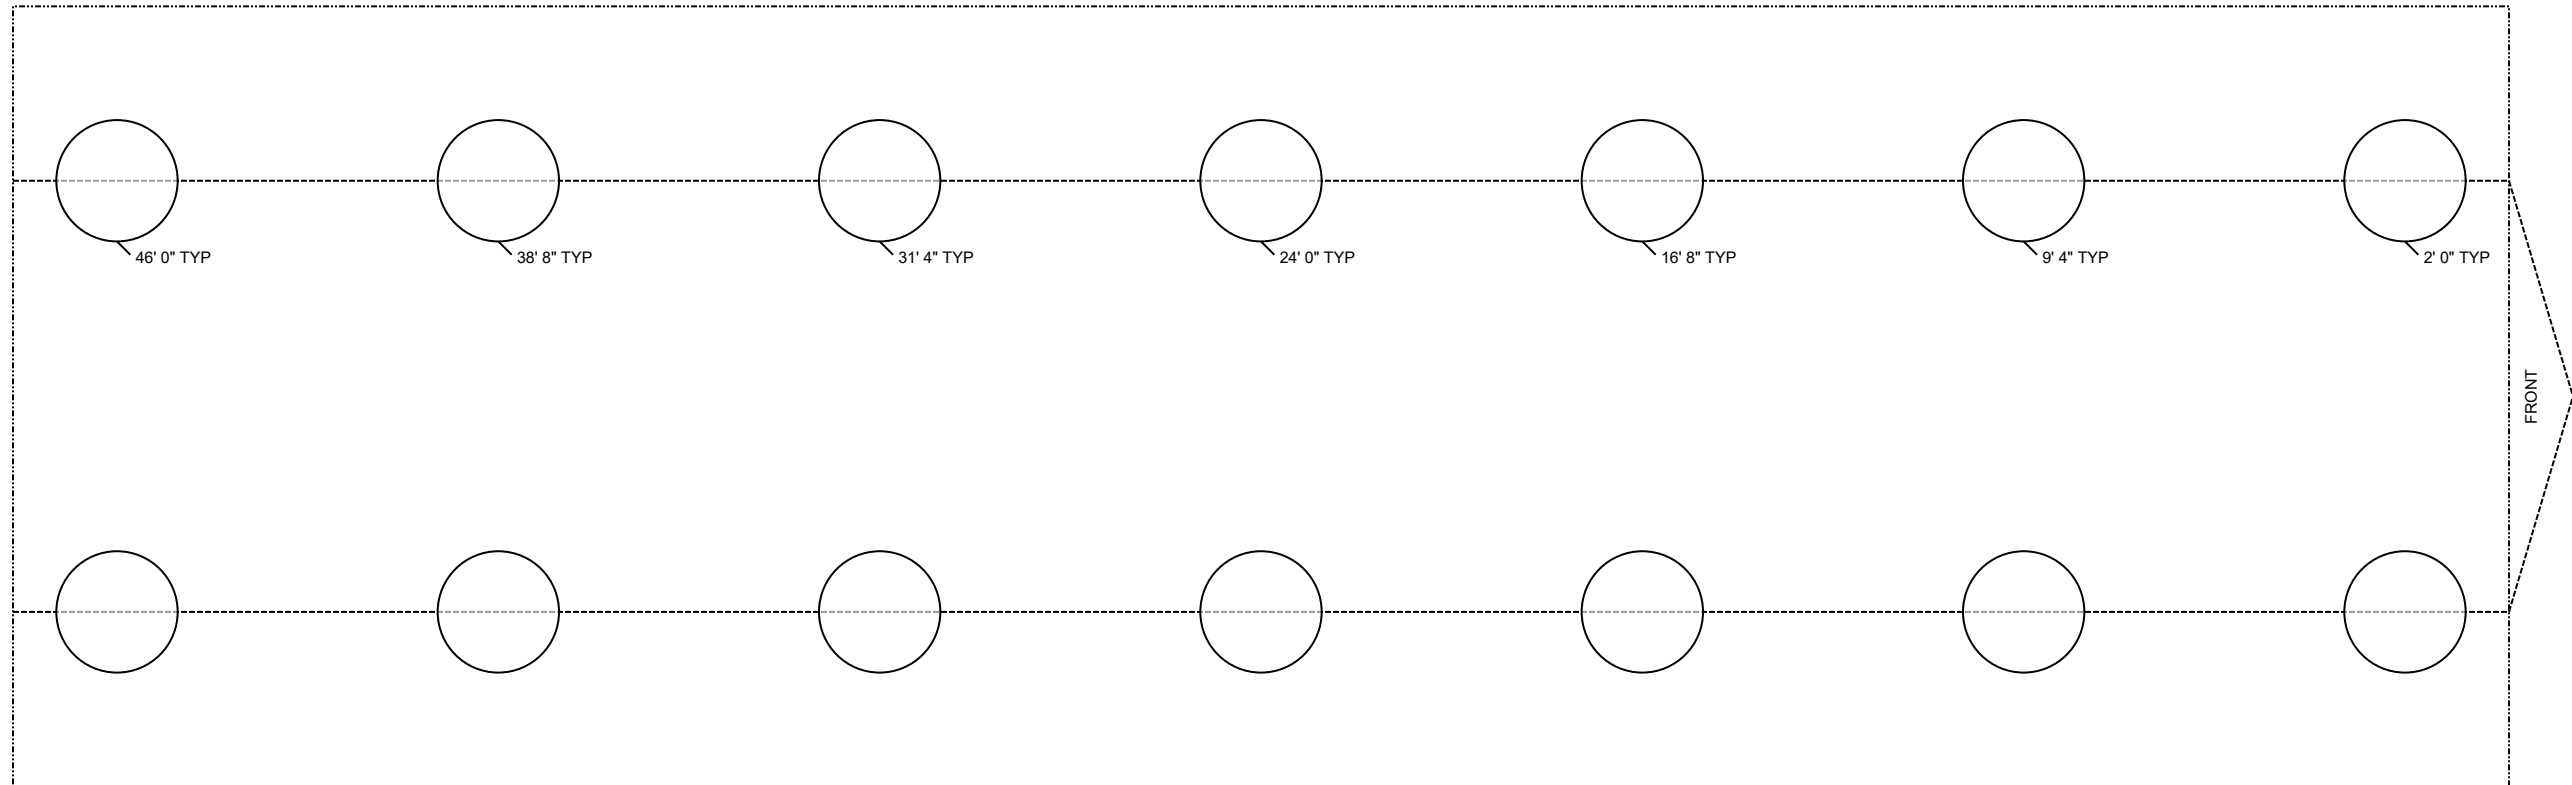 46' 0" TYP
38' 8" TYP
31' 4" TYP
24' 0" TYP
16' 8" TYP
9' 4" TYP
2' 0" TYP
FRONT